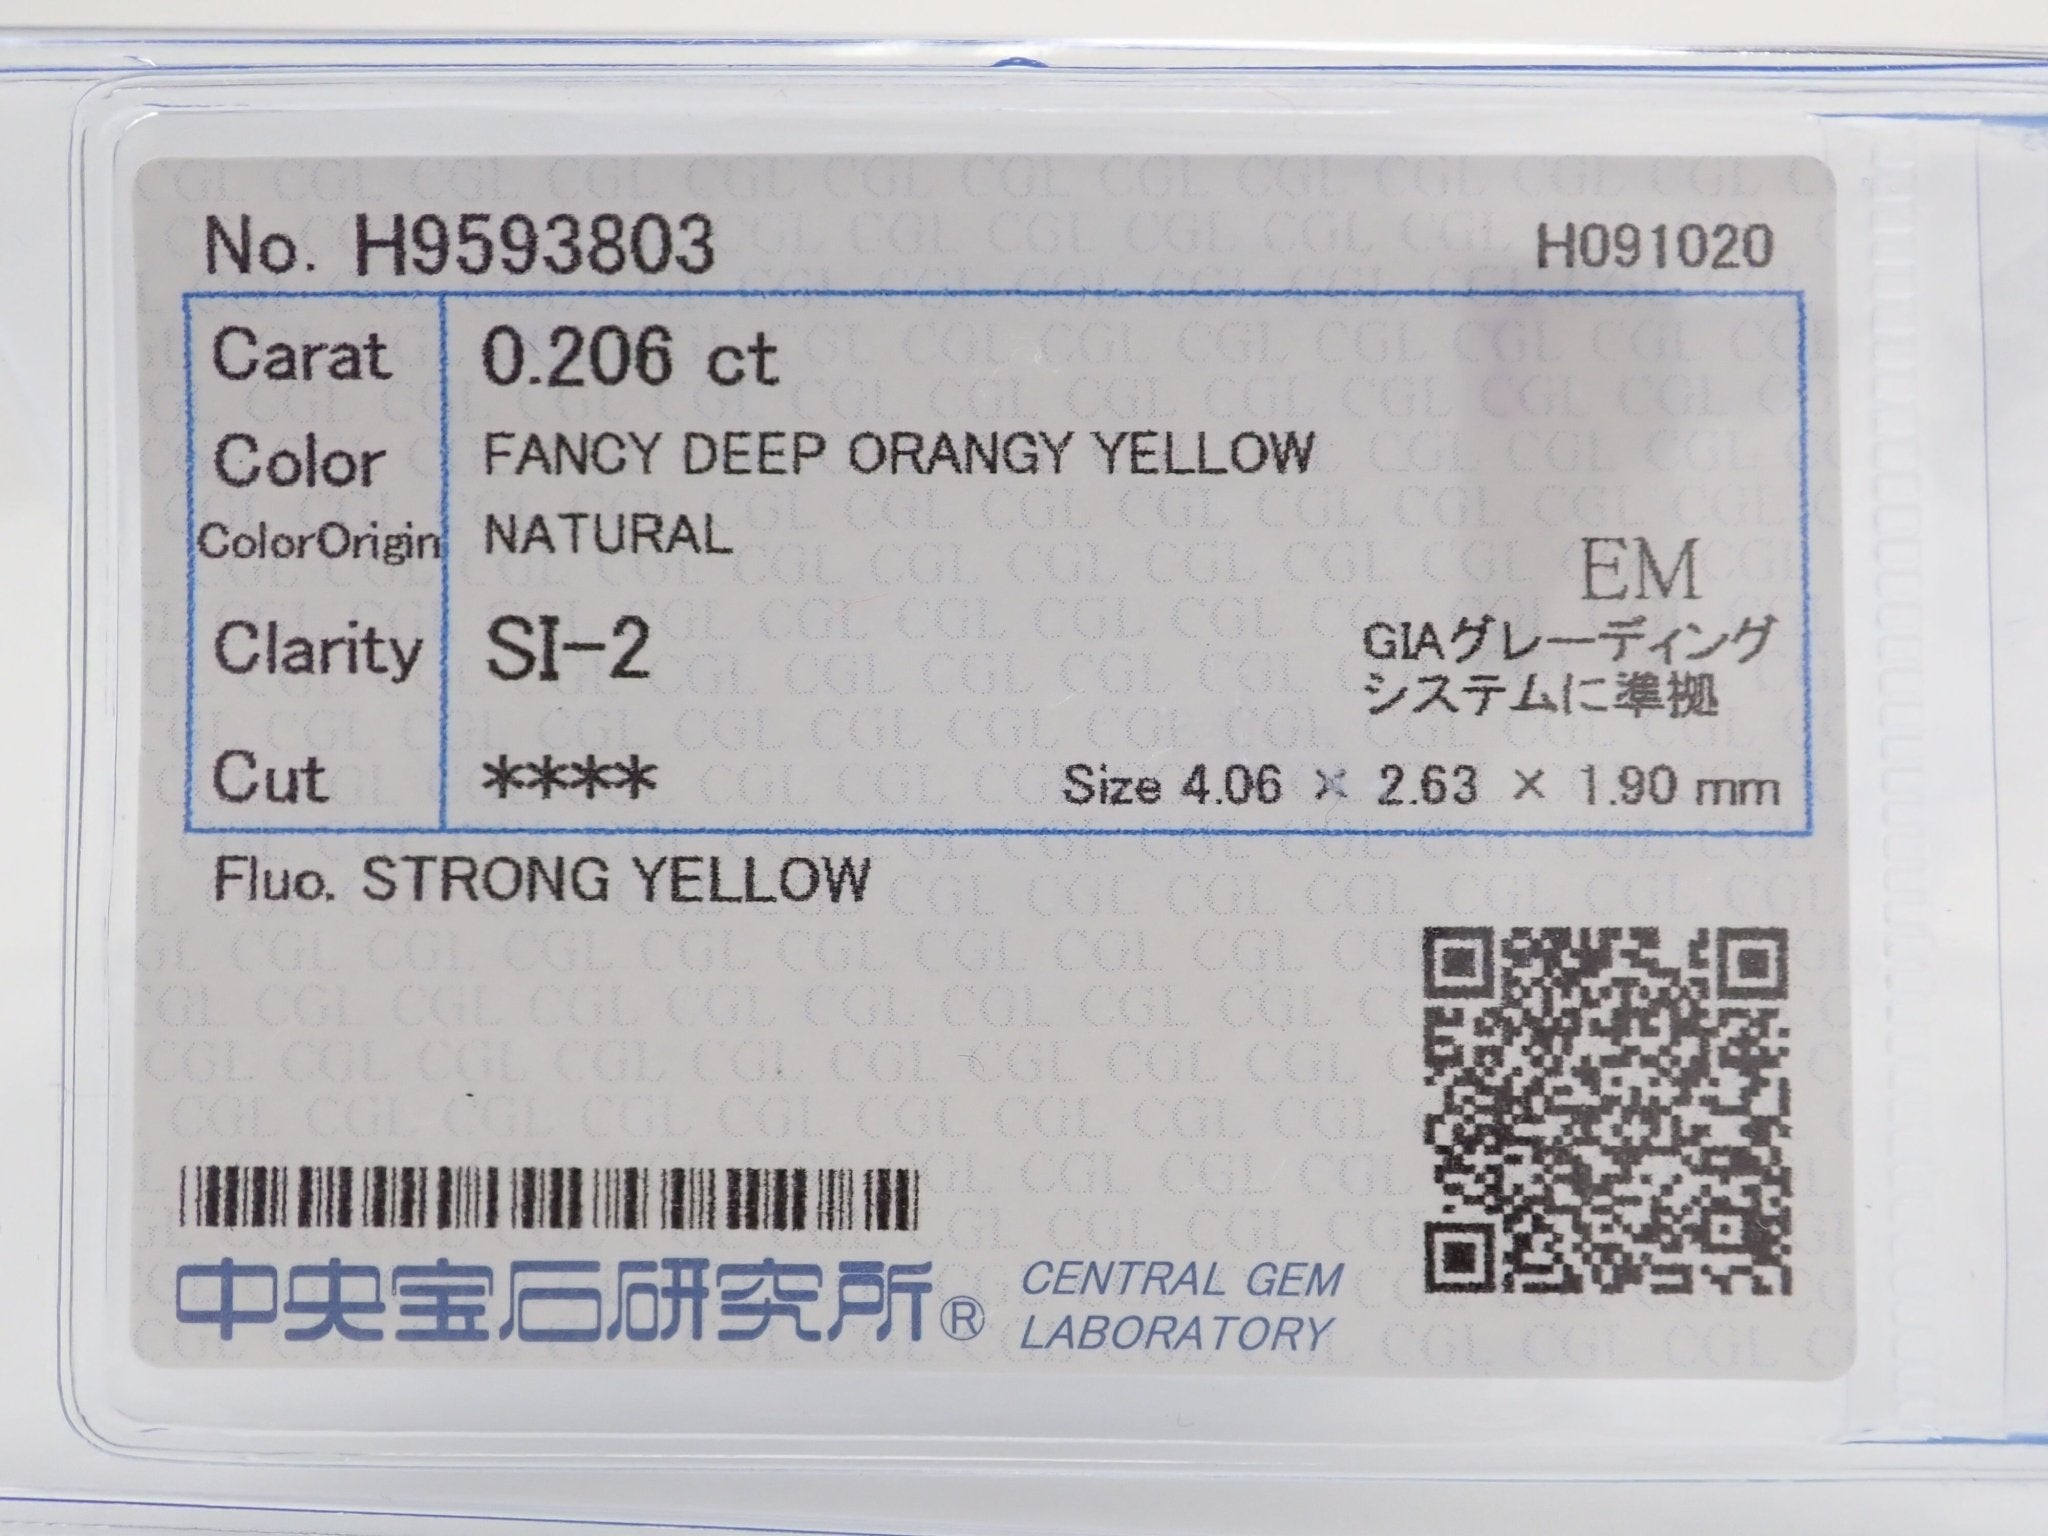 No. H9593803 H091020
Carat 0.206 ct
Color FANCY DEEP ORANGY YELLOW
ColorOrigin NATURAL
EM
Clarity SI-2
GIAグレーディング
システムに準拠
Cut **** Size 4.06 × 2.63 × 1.90 mm
Fluo. STRONG YELLOW
中央宝石研究所® CENTRAL GEM
LABORATORY